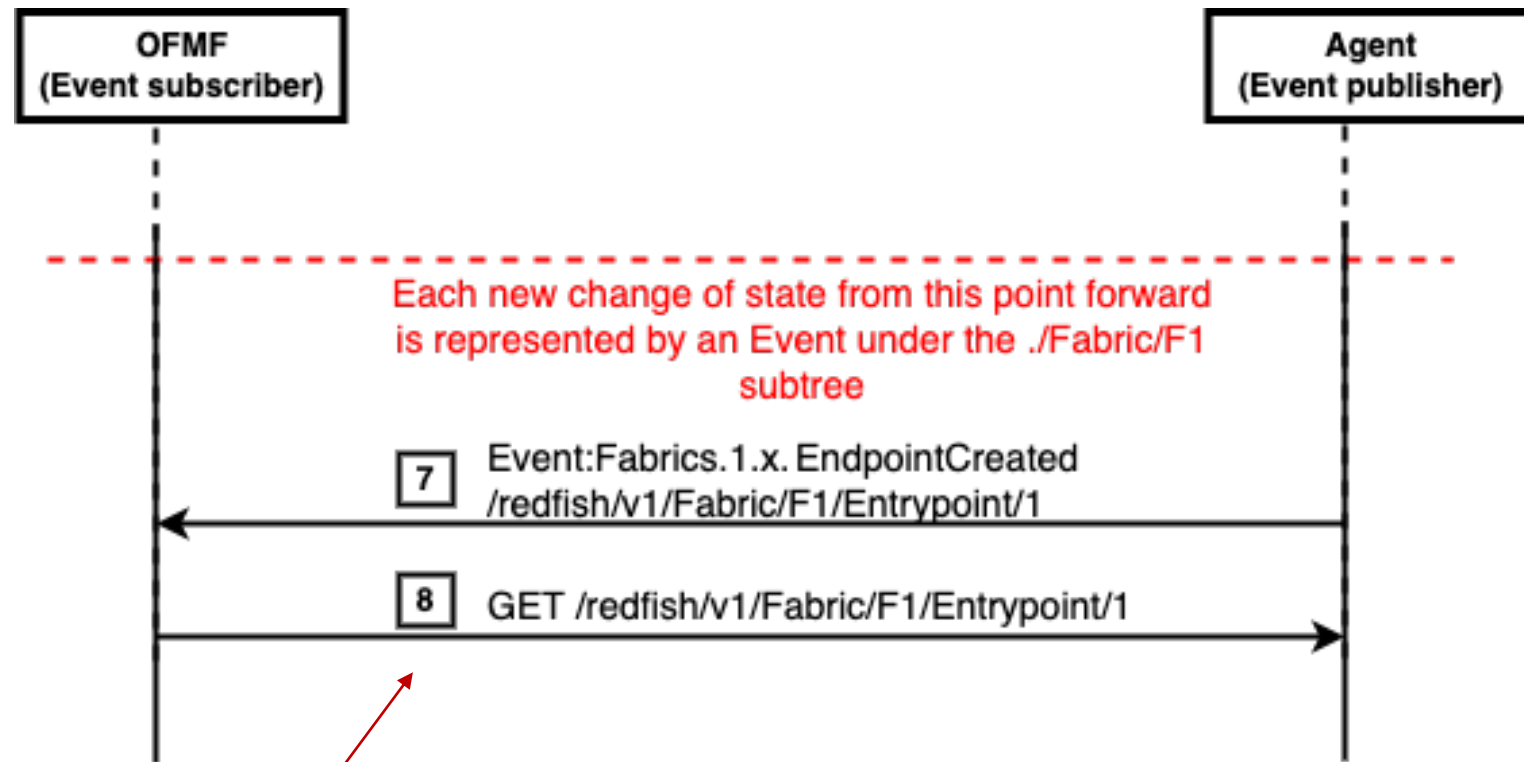 OFMF
(Event subscriber)
Agent
(Event publisher)
Each new change of state from this point forward
is represented by an Event under the ./Fabric/F1
subtree
7
Event:Fabrics.1.x. EndpointCreated
/redfish/v1/Fabric/F1/Entrypoint/1
8
GET /redfish/v1/Fabric/F1/Entrypoint/1